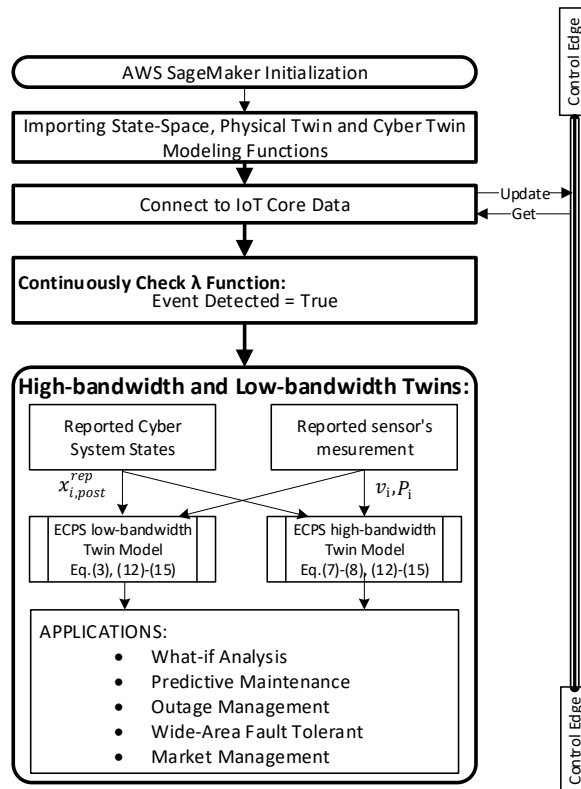 Control Edge
AWS SageMaker Initialization
Importing State-Space, Physical Twin and Cyber Twin
Modeling Functions
Connect to IoT Core Data
Update
Get
Continuously Check λ Function:
Event Detected = True
High-bandwidth and Low-bandwidth Twins:
Reported Cyber
System States
Reported sensor's
mesurement
x_{i,post}^{rep}
v_i,P_i
ECPS low-bandwidth
Twin Model
Eq.(3), (12)-(15)
ECPS high-bandwidth
Twin Model
Eq.(7)-(8), (12)-(15)
APPLICATIONS:
• What-if Analysis
• Predictive Maintenance
• Outage Management
• Wide-Area Fault Tolerant
• Market Management
Control Edge